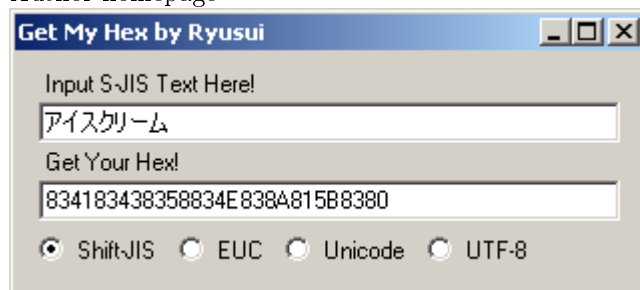 Get My Hex by Ryusui
Input S-JIS Text Here!
アイスクリーム
Get Your Hex!
834183438358834E838A815B8380
Shift-JIS EUC Unicode UTF-8